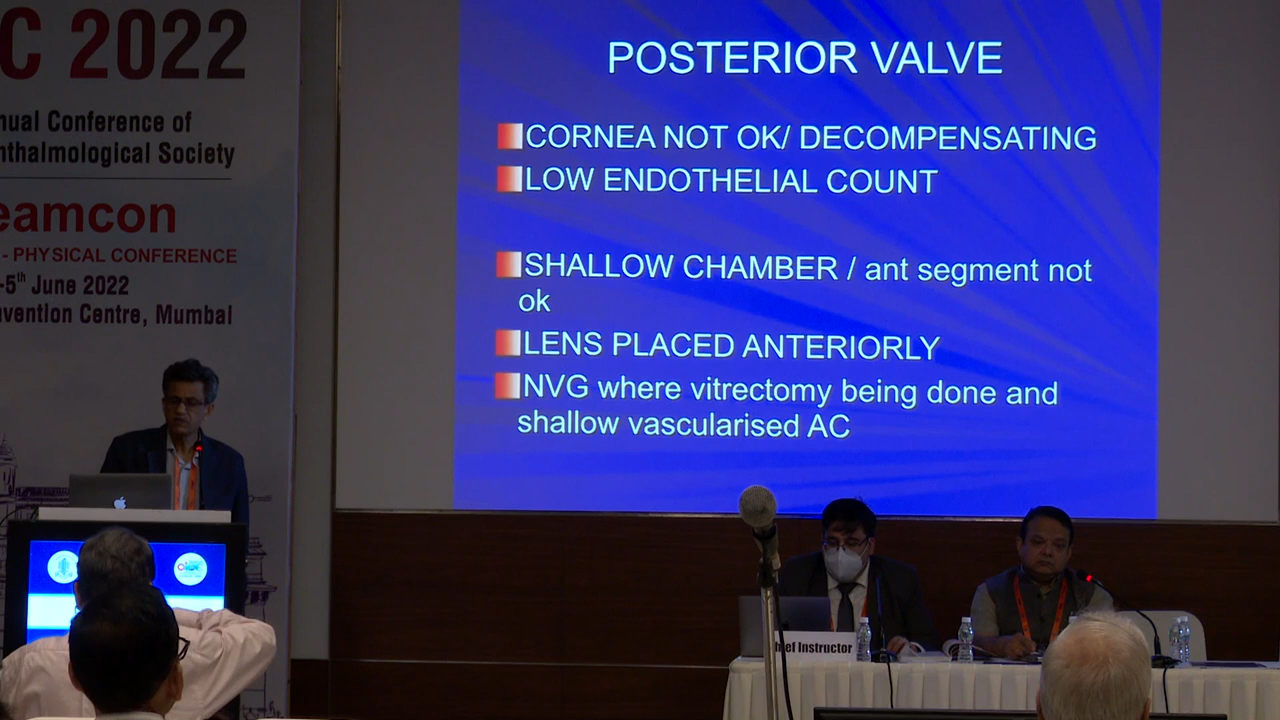 C 2022
nual Conference of
hthalmological Society
eamcon
- PHYSICAL CONFERENCE
-5th June 2022
nvention Centre, Mumbai
POSTERIOR VALVE
CORNEA NOT OK/ DECOMPENSATING
LOW ENDOTHELIAL COUNT
SHALLOW CHAMBER / ant segment not
ok
LENS PLACED ANTERIORLY
NVG where vitrectomy being done and
shallow vascularised AC
ief Instructor